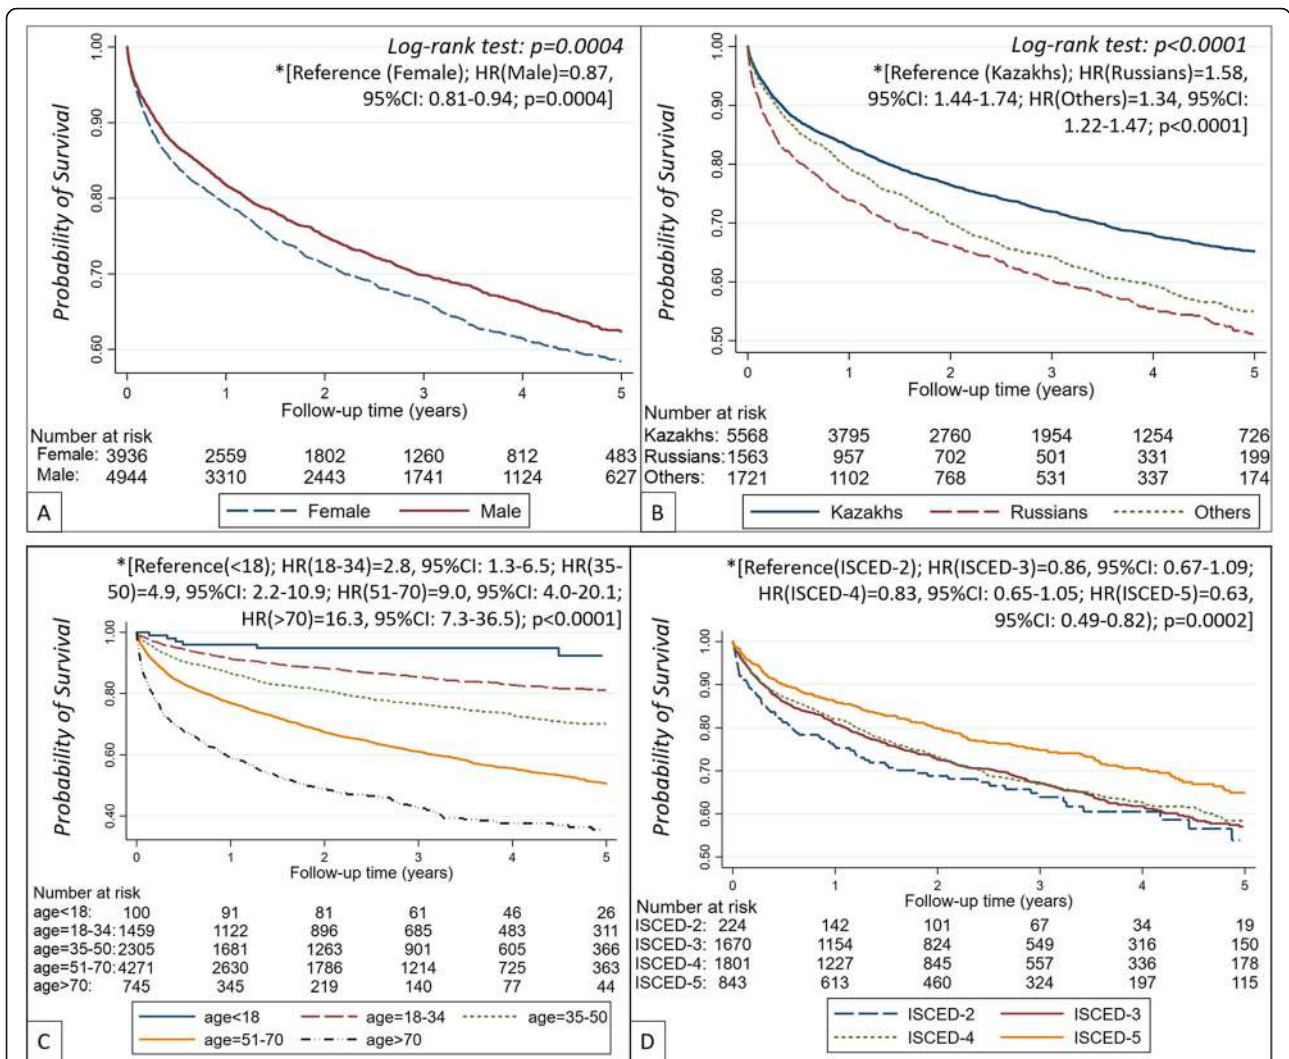 Log-rank test: p=0.0004
*[Reference (Female); HR(Male)=0.87,
95%CI: 0.81-0.94; p=0.0004]
Probability of Survival
1.00
0.90
0.80
0.70
0.60
0 1 2 3 4 5
Follow-up time (years)
Number at risk
Female: 3936 2559 1802 1260 812 483
Male: 4944 3310 2443 1741 1124 627
A
Female Male
Log-rank test: p<0.0001
*[Reference (Kazakhs); HR(Russians)=1.58,
95%CI: 1.44-1.74; HR(Others)=1.34, 95%CI:
1.22-1.47; p<0.0001]
Probability of Survival
1.00
0.90
0.80
0.70
0.60
0.50
0 1 2 3 4 5
Follow-up time (years)
Number at risk
Kazakhs: 5568 3795 2760 1954 1254 726
Russians: 1563 957 702 501 331 199
Others: 1721 1102 768 531 337 174
B
Kazakhs Russians Others
*[Reference(<18); HR(18-34)=2.8, 95%CI: 1.3-6.5; HR(35-
50)=4.9, 95%CI: 2.2-10.9; HR(51-70)=9.0, 95%CI: 4.0-20.1;
HR(>70)=16.3, 95%CI: 7.3-36.5); p<0.0001]
Probability of Survival
1.00
0.80
0.60
0.40
0 1 2 3 4 5
Follow-up time (years)
Number at risk
age<18: 100 91 81 61 46 26
age=18-34: 1459 1122 896 685 483 311
age=35-50: 2305 1681 1263 901 605 366
age=51-70: 4271 2630 1786 1214 725 363
age>70: 745 345 219 140 77 44
C
age<18 age=18-34 age=35-50
age=51-70 age>70
*[Reference(ISCED-2); HR(ISCED-3)=0.86, 95%CI: 0.67-1.09;
HR(ISCED-4)=0.83, 95%CI: 0.65-1.05; HR(ISCED-5)=0.63,
95%CI: 0.49-0.82); p=0.0002]
Probability of Survival
1.00
0.90
0.80
0.70
0.60
0.50
0 1 2 3 4 5
Follow-up time (years)
Number at risk
ISCED-2: 224 142 101 67 34 19
ISCED-3: 1670 1154 824 549 316 150
ISCED-4: 1801 1227 845 557 336 178
ISCED-5: 843 613 460 324 197 115
D
ISCED-2 ISCED-3
ISCED-4 ISCED-5